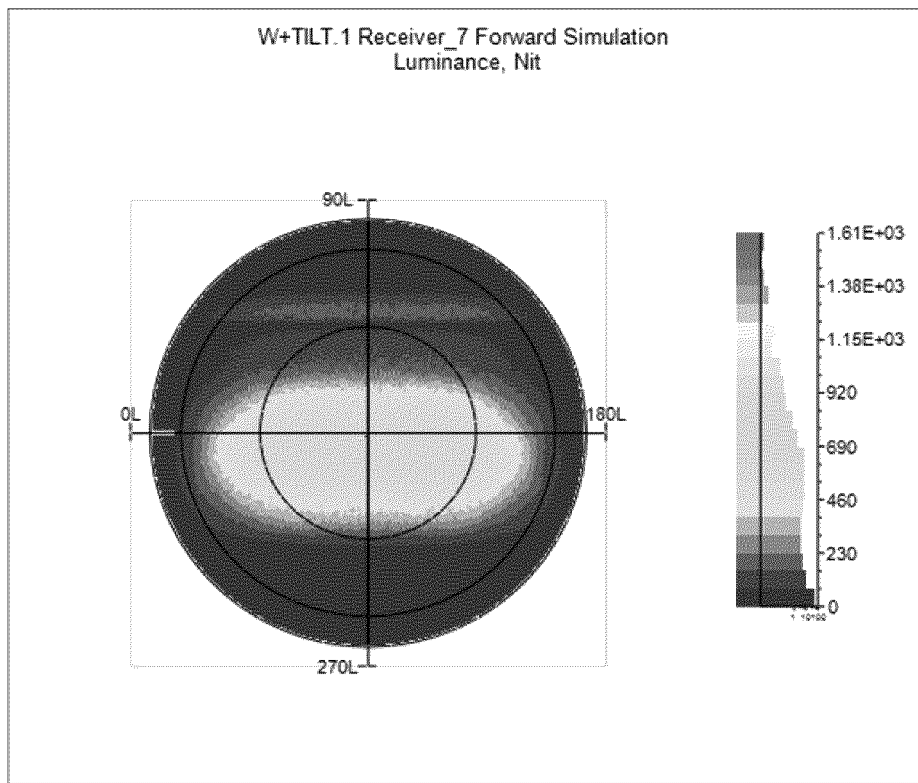 W+TILT.1 Receiver_7 Forward Simulation
Luminance, Nit
90L
0L
180L
270L
1.61E+03
1.38E+03
1.15E+03
920
690
460
230
0